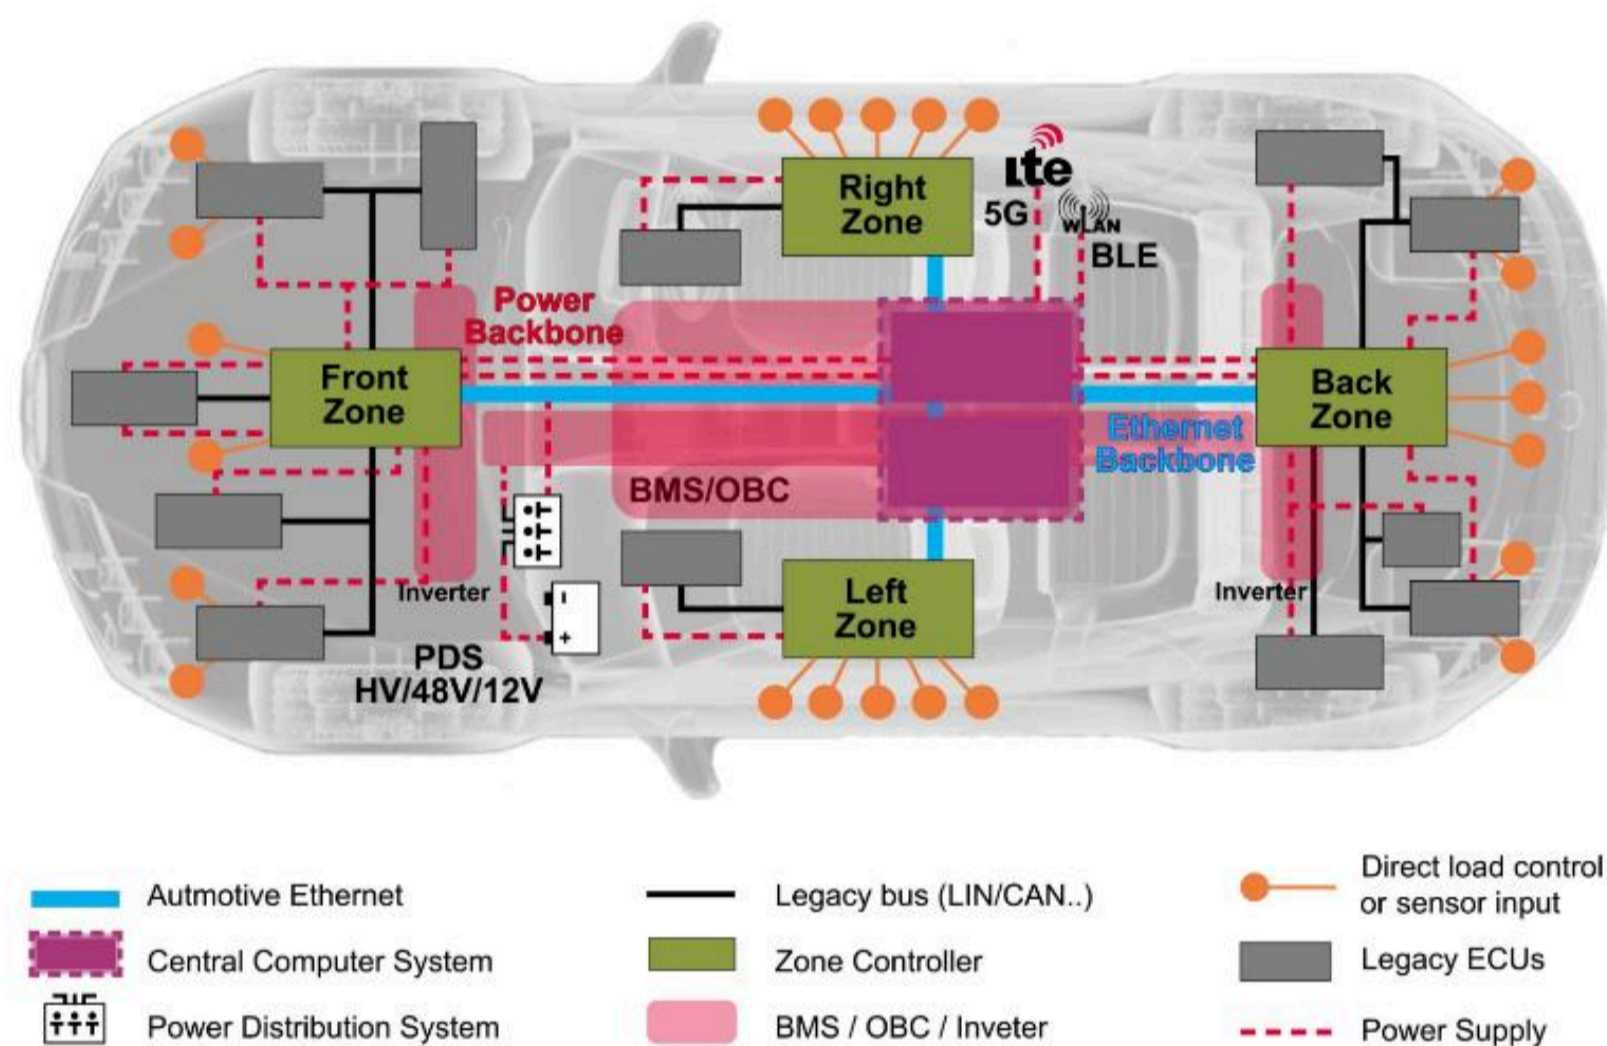 Right
Zone
lte
5G
WLAN
BLE
Power
Backbone
Front
Zone
Back
Zone
Ethernet
Backbone
BMS/OBC
Inverter
Left
Zone
Inverter
PDS
HV/48V/12V
Autmotive Ethernet
Legacy bus (LIN/CAN..)
Direct load control
or sensor input
Central Computer System
Zone Controller
Legacy ECUs
Power Distribution System
BMS / OBC / Inveter
Power Supply